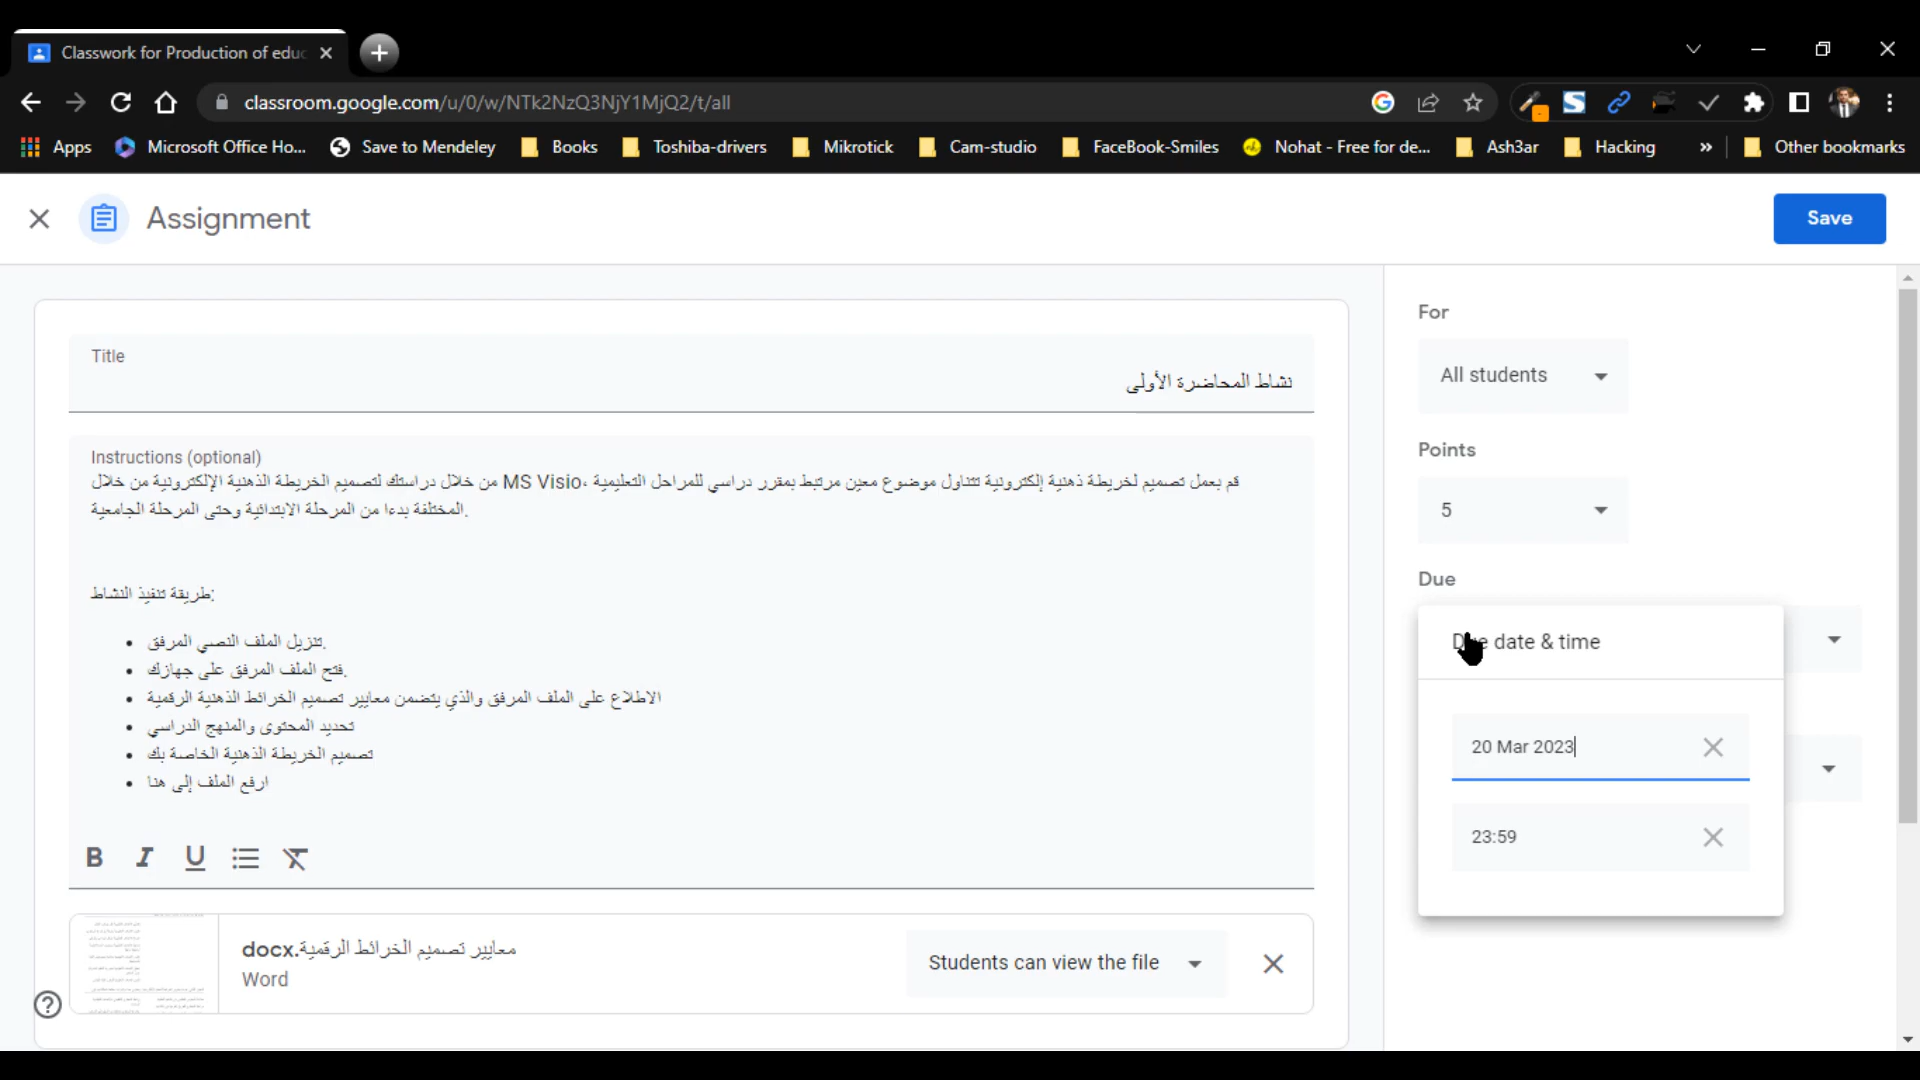 Classwork for Production of educ
classroom.google.com/u/0/w/NTk2NzQ3NjY1MjQ2/t/all
Apps
Microsoft Office Ho...
Save to Mendeley
Books
Toshiba-drivers
Mikrotick
Cam-studio
FaceBook-Smiles
Nohat - Free for de...
Ash3ar
Hacking
»
Other bookmarks
Assignment
Save
Title
نشاط المحاضرة الأولى
Instructions (optional)
من خلال دراستك لتصميم الخريطة الذهنية الإلكترونية من خلال MS Visio، قم بعمل تصميم لخريطة ذهنية إلكترونية تتناول موضوع معين مرتبط بمقرر دراسي للمراحل التعليمية
المختلفة بدءا من المرحلة الابتدائية وحتى المرحلة الجامعية.
طريقة تنفيذ النشاط:
• تنزيل الملف النصي المرفق.
• فتح الملف المرفق على جهازك.
• الاطلاع على الملف المرفق والذي يتضمن معايير تصميم الخرائط الذهنية الرقمية
• تحديد المحتوى والمنهج الدراسي
• تصميم الخريطة الذهنية الخاصة بك
• ارفع الملف إلى هنا
B I U
معايير تصميم الخرائط الرقمية.docx
Word
Students can view the file
For
All students
Points
5
Due
Due date & time
20 Mar 2023
23:59